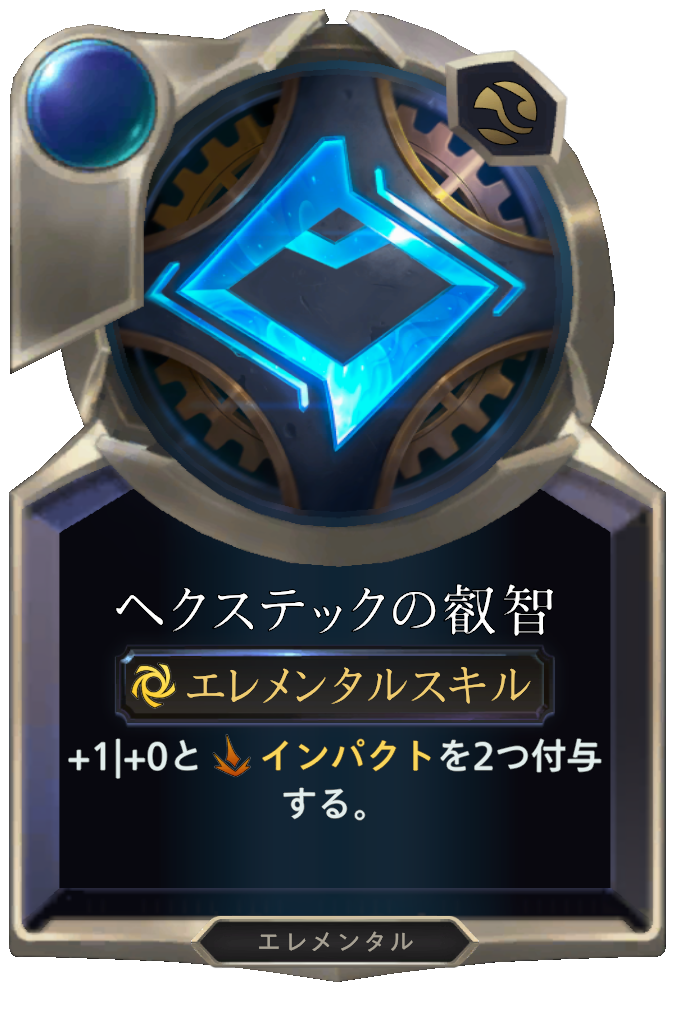 ヘクステックの叡智
エレメンタルスキル
+1|+0と インパクトを2つ付与
する。
エレメンタル